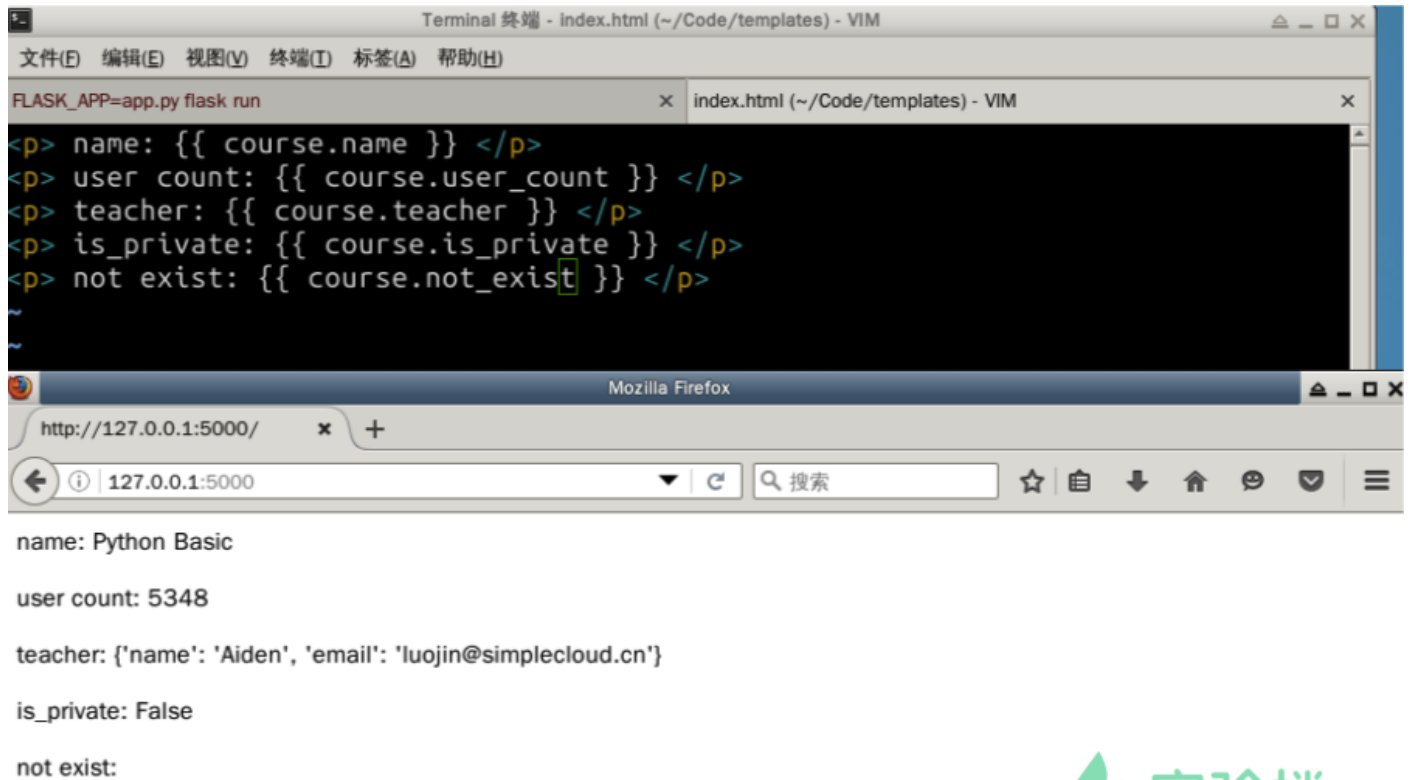 Terminal 终端 - index.html (~/Code/templates) - VIM
文件(F) 编辑(E) 视图(V) 终端(T) 标签(A) 帮助(H)
FLASK_APP=app.py flask run
index.html (~/Code/templates) - VIM
<p> name: {{ course.name }} </p>
<p> user count: {{ course.user_count }} </p>
<p> teacher: {{ course.teacher }} </p>
<p> is_private: {{ course.is_private }} </p>
<p> not exist: {{ course.not_exist }} </p>
~
~
Mozilla Firefox
http://127.0.0.1:5000/
127.0.0.1:5000
搜索
name: Python Basic
user count: 5348
teacher: {'name': 'Aiden', 'email': 'luojin@simplecloud.cn'}
is_private: False
not exist: